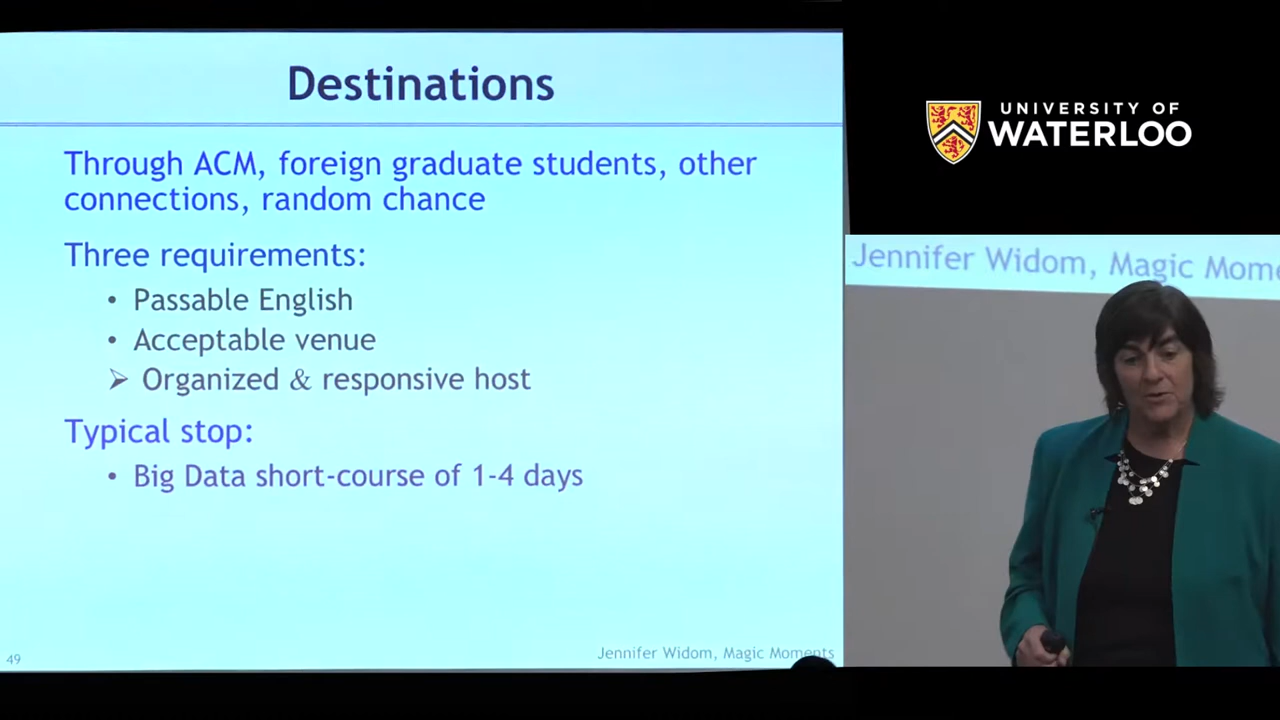 Destinations
Through ACM, foreign graduate students, other
connections, random chance
Three requirements:
• Passable English
• Acceptable venue
➢ Organized & responsive host
Typical stop:
• Big Data short-course of 1-4 days
49
Jennifer Widom, Magic Moments
UNIVERSITY OF
WATERLOO
Jennifer Widom, Magic Mome